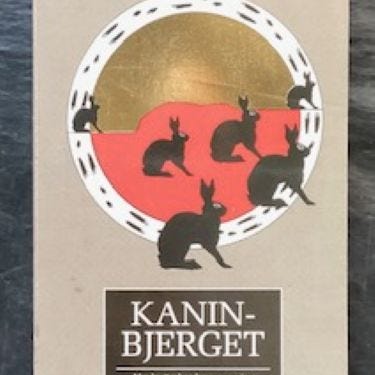 KANIN-
BJERGET